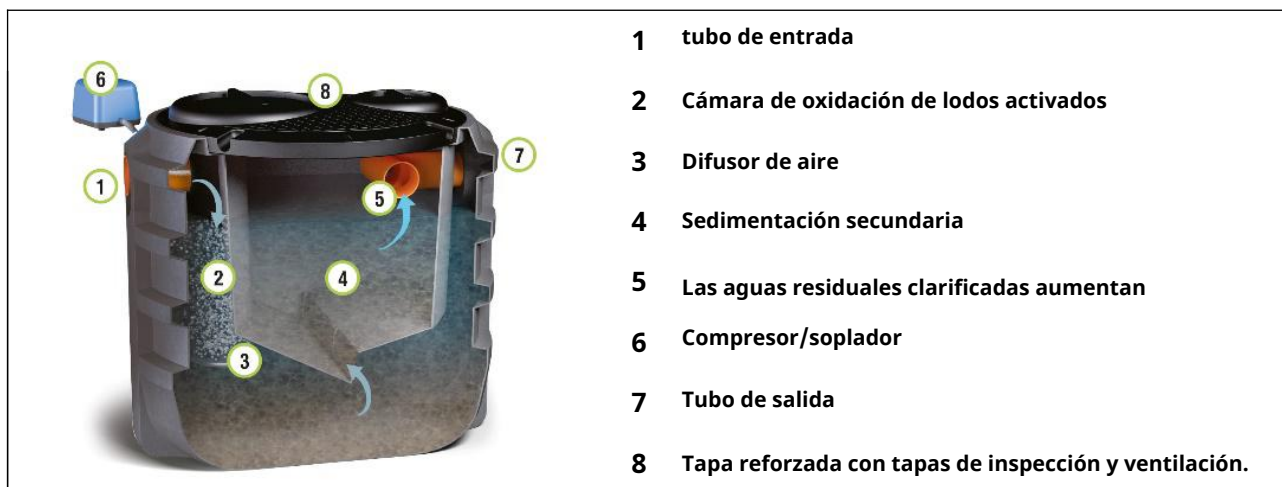 1 tubo de entrada
2 Cámara de oxidación de lodos activados
3 Difusor de aire
4 Sedimentación secundaria
5 Las aguas residuales clarificadas aumentan
6 Compresor/soplador
7 Tubo de salida
8 Tapa reforzada con tapas de inspección y ventilación.
6
8
7
1
5
2
4
3